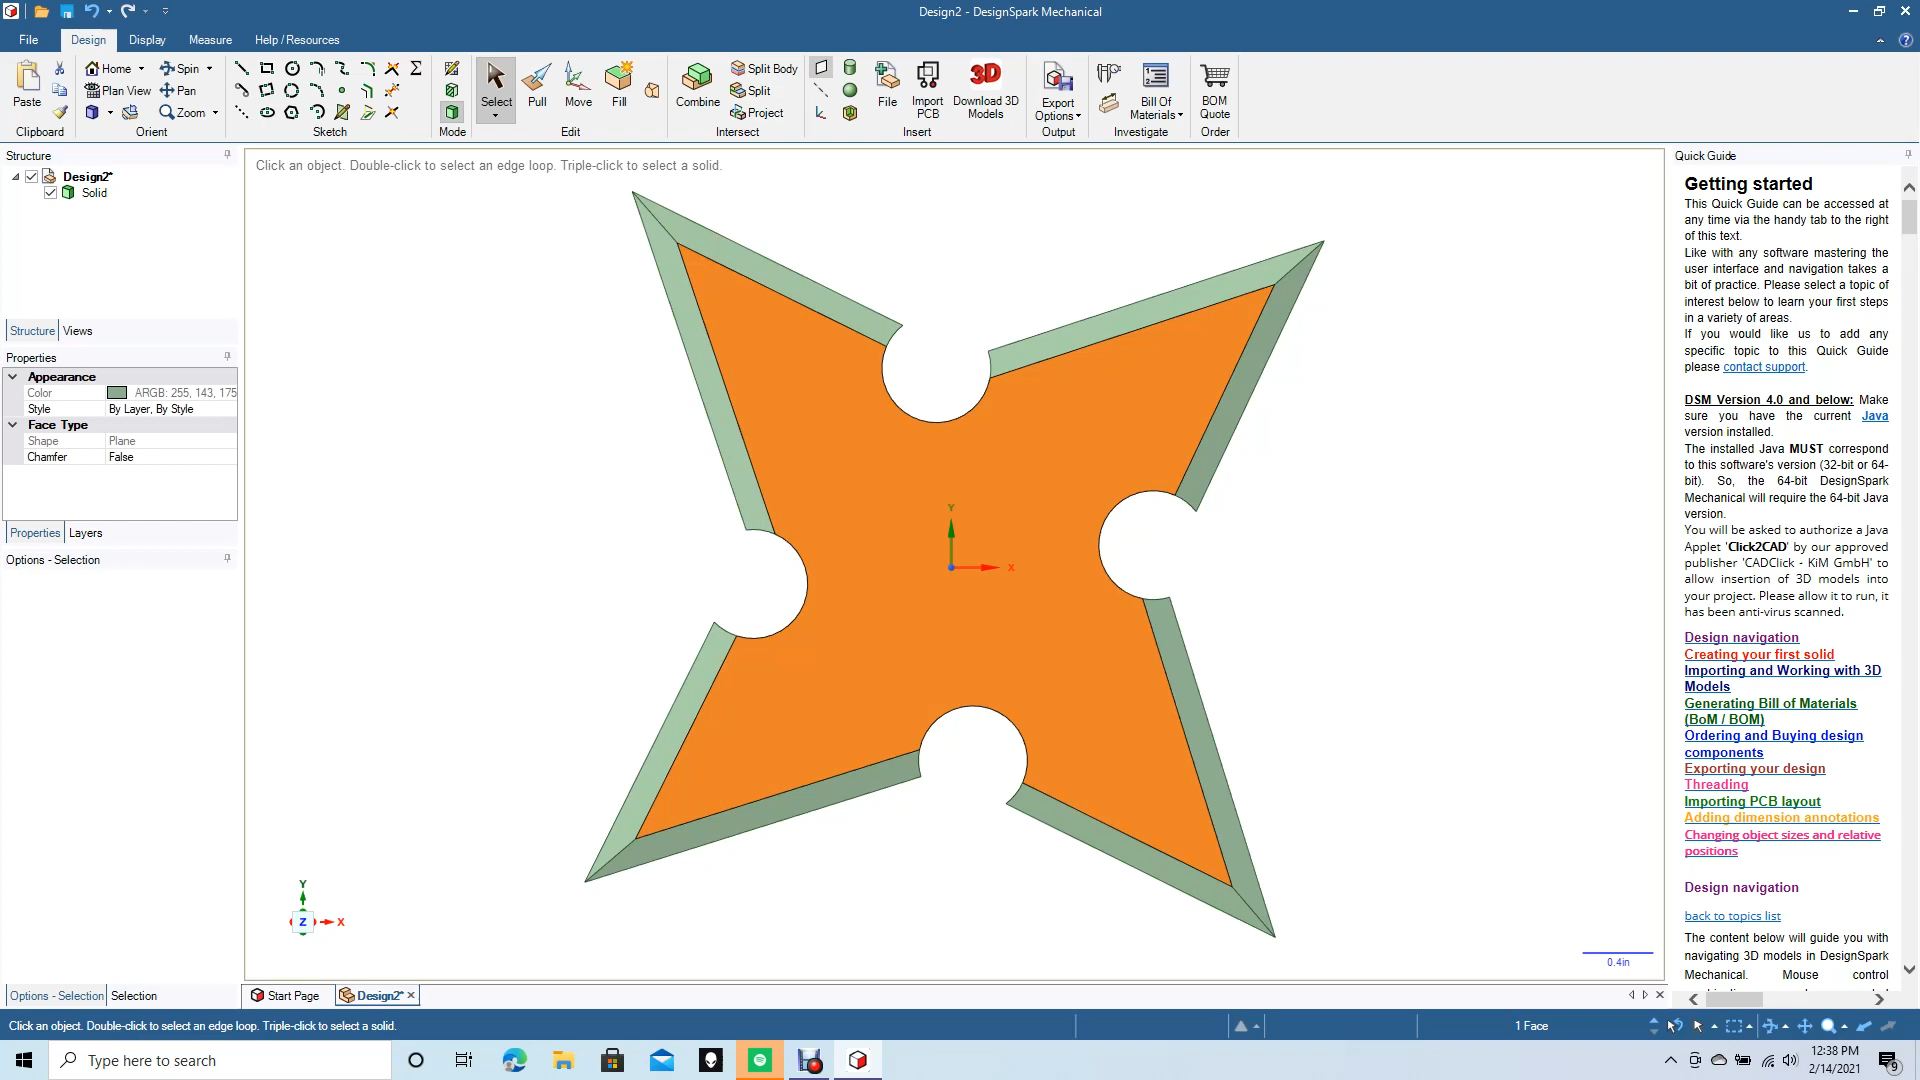 Design2 - DesignSpark Mechanical
File
Design
Display
Measure
Help / Resources
Paste
Clipboard
Home
Plan View
Spin
Pan
Zoom
Orient
Sketch
Mode
Select
Pull
Move
Fill
Edit
Combine
Split Body
Split
Project
Intersect
File
Import PCB
3D
Download 3D Models
Insert
Export Options
Output
Bill Of Materials
Investigate
BOM Quote
Order
Structure
Design2*
Solid
Structure
Views
Properties
Appearance
Color
ARGB: 255, 143, 175
Style
By Layer, By Style
Face Type
Shape
Plane
Chamfer
False
Properties
Layers
Options - Selection
Options - Selection
Selection
Click an object. Double-click to select an edge loop. Triple-click to select a solid.
Y
X
Y
Z
X
0.4in
Start Page
Design2*
Quick Guide
Getting started
This Quick Guide can be accessed at
any time via the handy tab to the right
of this text.
Like with any software mastering the
user interface and navigation takes a
bit of practice. Please select a topic of
interest below to learn your first steps
in a variety of areas.
If you would like us to add any
specific topic to this Quick Guide
please contact support.
DSM Version 4.0 and below: Make
sure you have the current Java
version installed.
The installed Java MUST correspond
to this software's version (32-bit or 64-
bit). So, the 64-bit DesignSpark
Mechanical will require the 64-bit Java
version.
You will be asked to authorize a Java
Applet 'Click2CAD' by our approved
publisher 'CADClick - KiM GmbH' to
allow insertion of 3D models into
your project. Please allow it to run, it
has been anti-virus scanned.
Design navigation
Creating your first solid
Importing and Working with 3D
Models
Generating Bill of Materials
(BoM / BOM)
Ordering and Buying design
components
Exporting your design
Threading
Importing PCB layout
Adding dimension annotations
Changing object sizes and relative
positions
Design navigation
back to topics list
The content below will guide you with
navigating 3D models in DesignSpark
Mechanical. Mouse control
Click an object. Double-click to select an edge loop. Triple-click to select a solid.
1 Face
Type here to search
12:38 PM
2/14/2021
9